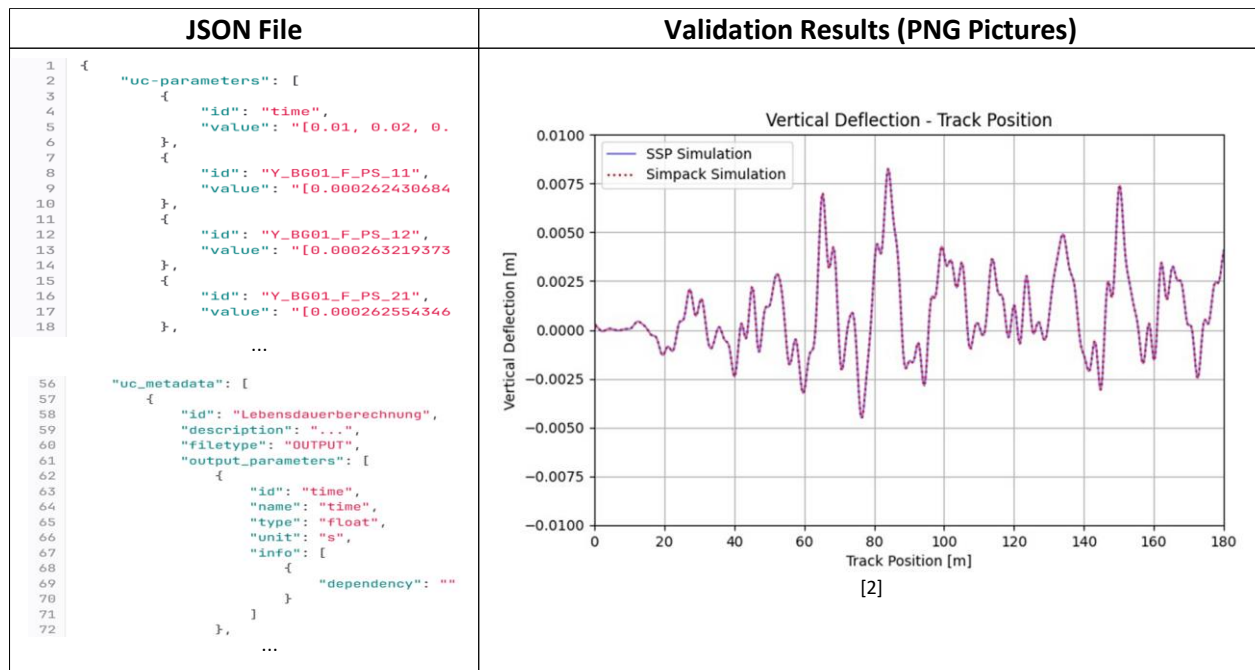 JSON File
Validation Results (PNG Pictures)
1 {
2 "uc-parameters": [
3 {
4 "id": "time",
5 "value": "[0.01, 0.02, 0.
6 },
7 {
8 "id": "Y_BG01_F_PS_11",
9 "value": "[0.000262430684
10 },
11 {
12 "id": "Y_BG01_F_PS_12",
13 "value": "[0.000263219373
14 },
15 {
16 "id": "Y_BG01_F_PS_21",
17 "value": "[0.000262554346
18 },
...
56 "uc_metadata": [
57 {
58 "id": "Lebensdauerberechnung",
59 "description": "...",
60 "filetype": "OUTPUT",
61 "output_parameters": [
62 {
63 "id": "time",
64 "name": "time",
65 "type": "float",
66 "unit": "s",
67 "info": [
68 {
69 "dependency": ""
70 }
71 ]
72 },
...
Vertical Deflection - Track Position
SSP Simulation
Simpack Simulation
Vertical Deflection [m]
0.0100
0.0075
0.0050
0.0025
0.0000
−0.0025
−0.0050
−0.0075
−0.0100
0 20 40 60 80 100 120 140 160 180
Track Position [m]
[2]